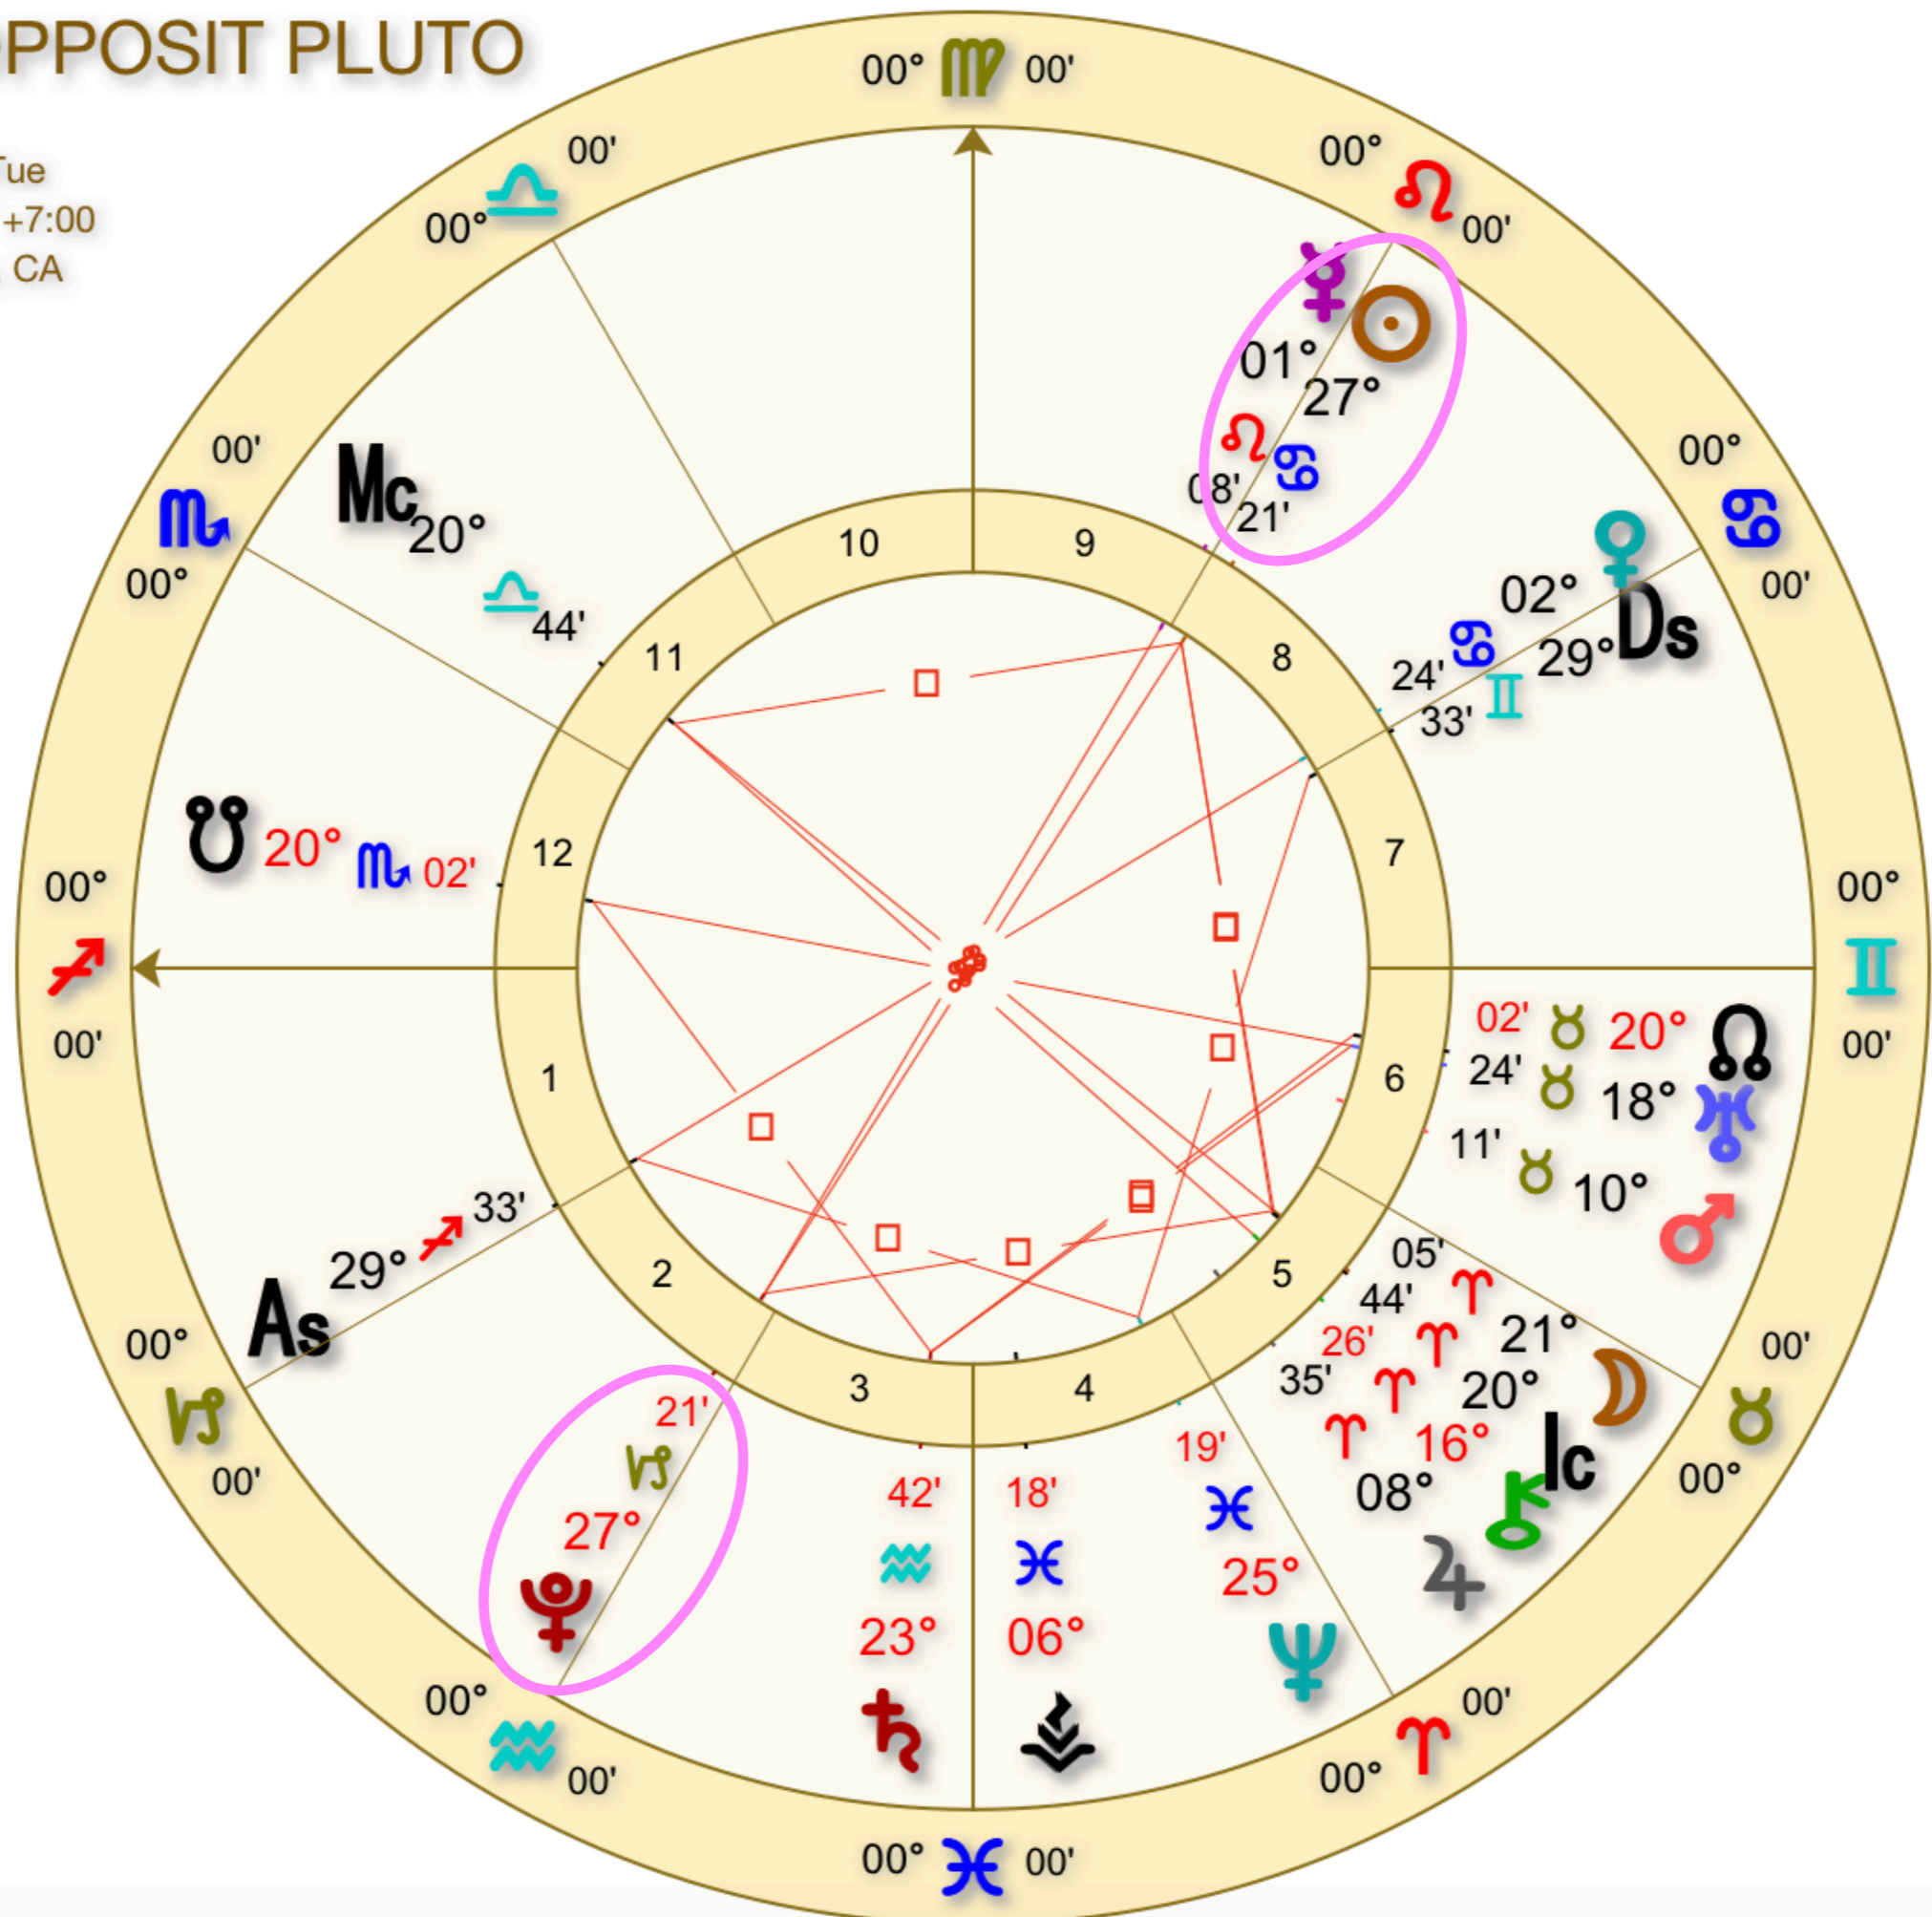 OPPOSIT PLUTO
Tue
+7:00
CA
00° ♍ 00'
00° ♌ 00'
00° ♋ 00'
00° ♊ 00'
00° ♉ 00'
00° ♈ 00'
00° ♓ 00'
00° ♒ 00'
00° ♑ 00'
00° ♐ 00'
00° ♏ 00'
00° ♎ 00'
☿ 01° ♌ 08'
☉ 27° ♋ 21'
♀ 02° ♋ 24'
Ds 29° ♊ 33'
02' ♉ 20° ☊
24' ♉ 18° ♅
11' ♉ 10° ♂
05' ♈ 21° ☽
44' ♈ 20° Ic
26' ♈ 16° ⚷
35' ♈ 08° ♃
19' ♓ 25° ♆
18' ♓ 06° ⚶
42' ♒ 23° ♄
21' ♑ 27° ♇
As 29° ♐ 33'
☋ 20° ♏ 02'
Mc 20° ♎ 44'
1
2
3
4
5
6
7
8
9
10
11
12